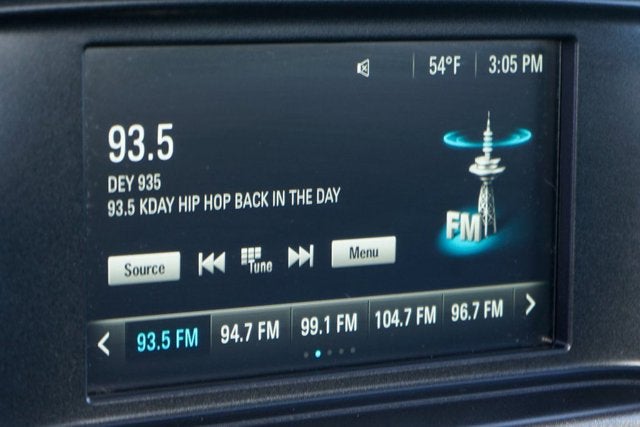 54°F 3:05 PM
93.5
DEY 935
93.5 KDAY HIP HOP BACK IN THE DAY
FM
Source Tune Menu
93.5 FM 94.7 FM 99.1 FM 104.7 FM 96.7 FM